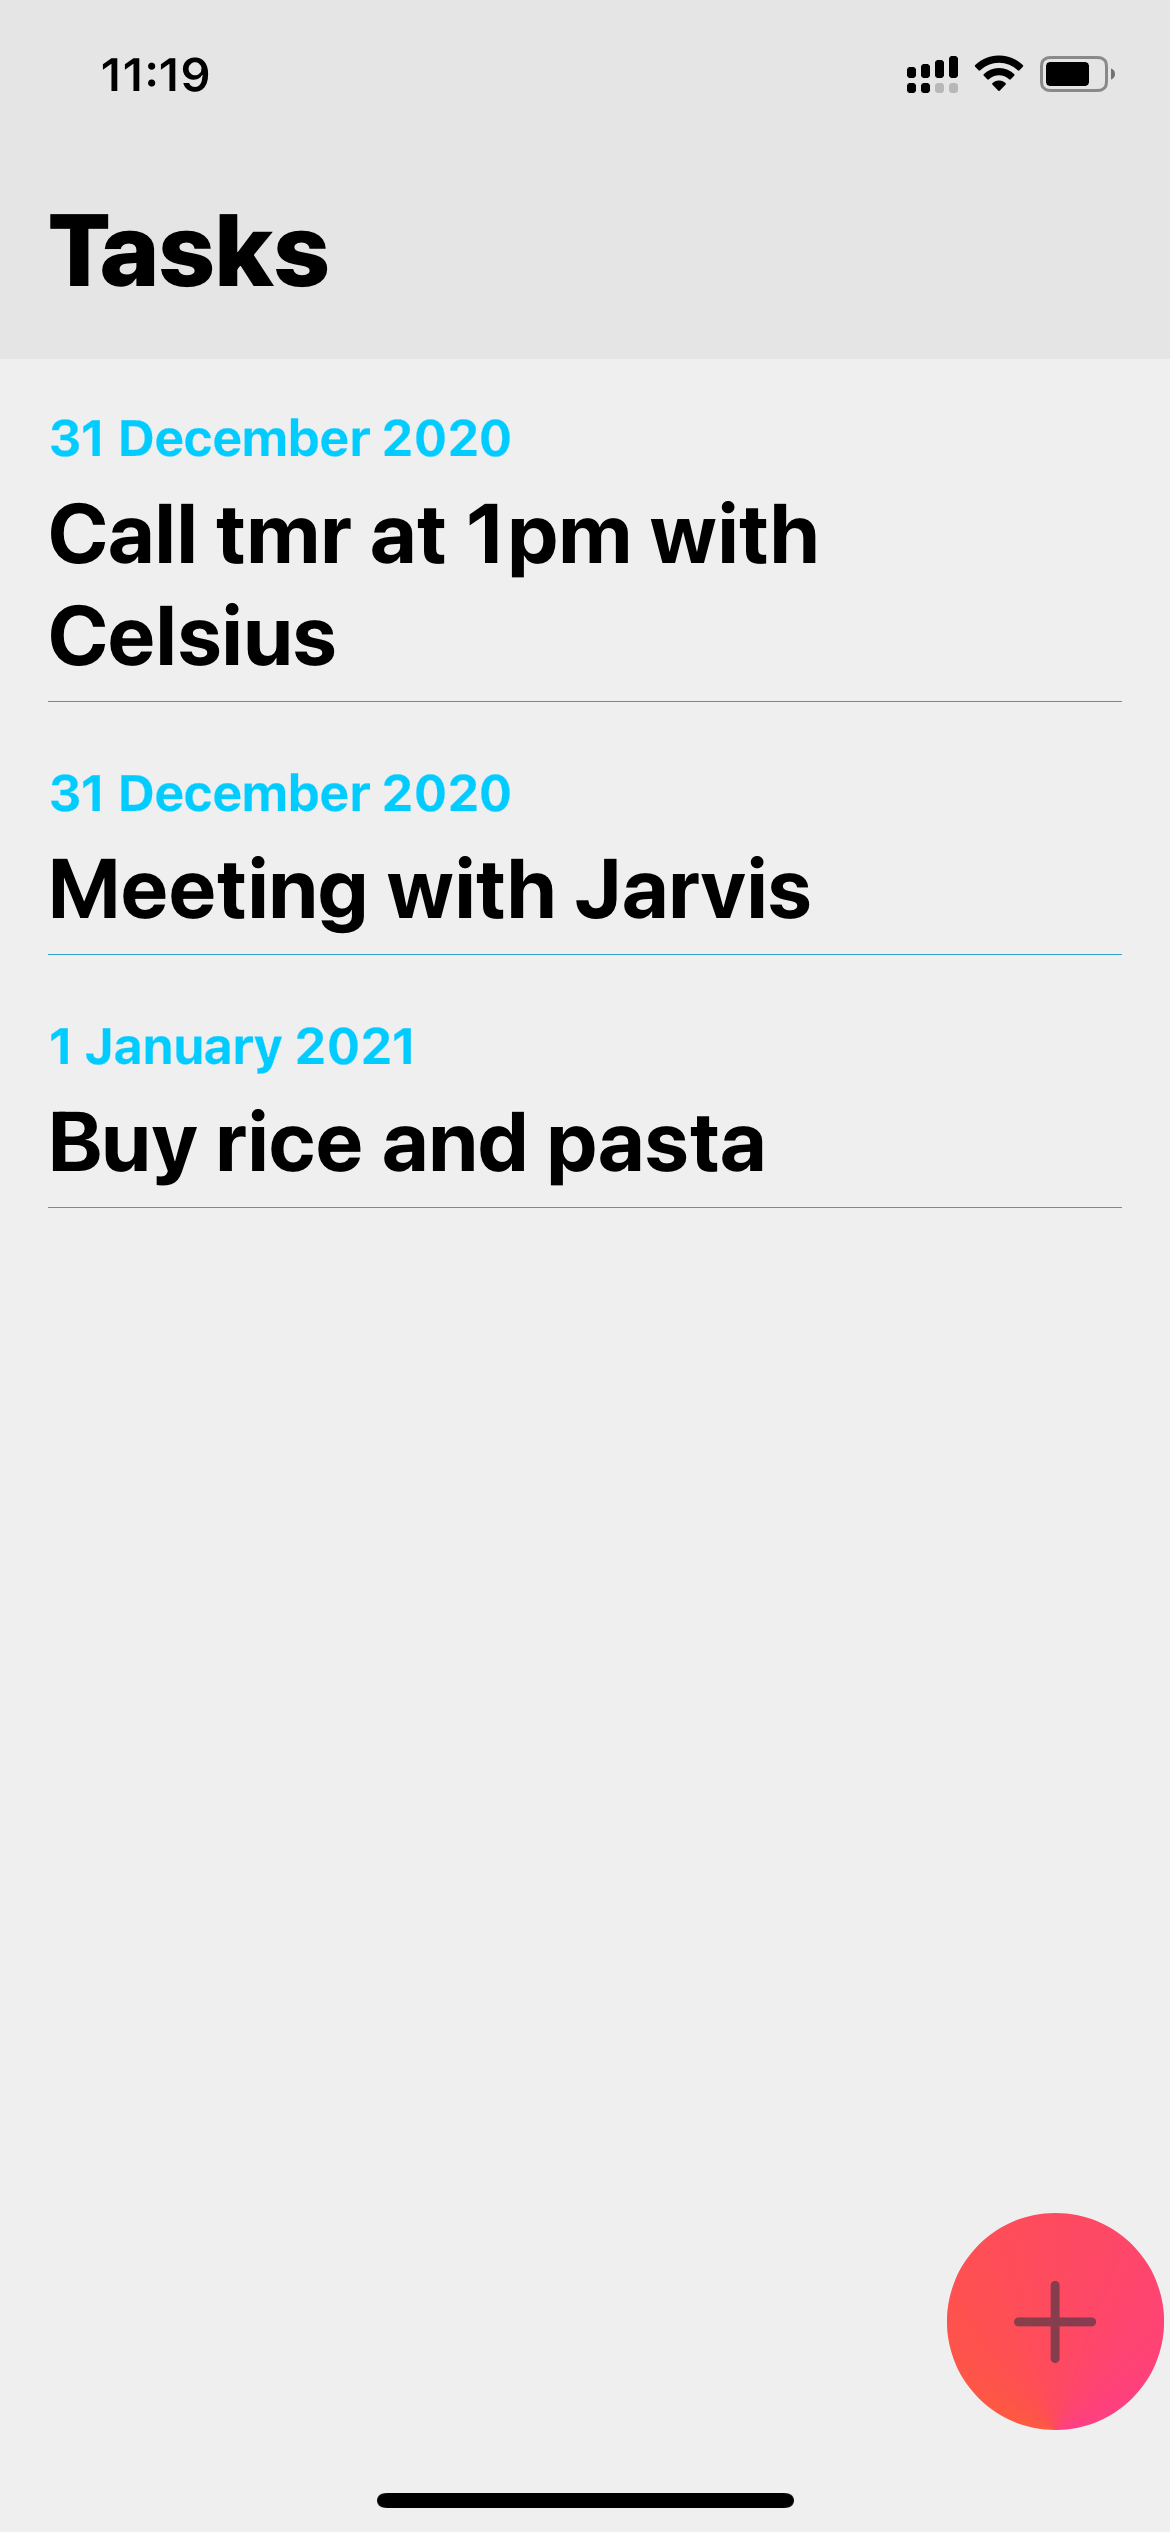 11:19
Tasks
31 December 2020
Call tmr at 1pm with
Celsius
31 December 2020
Meeting with Jarvis
1 January 2021
Buy rice and pasta